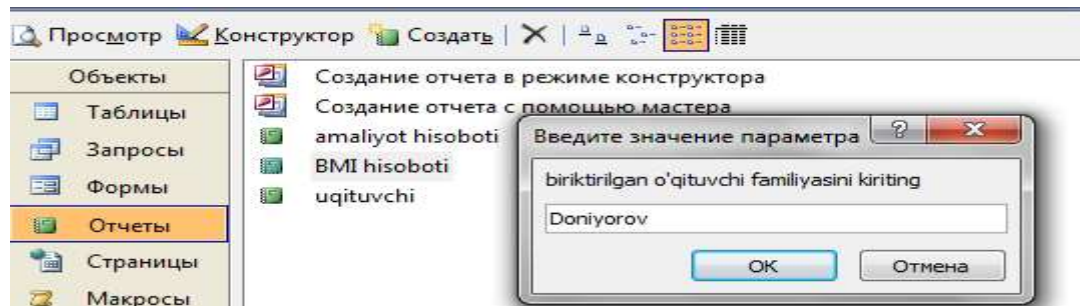 Просмотр Конструктор Создать
Объекты
Таблицы
Запросы
Формы
Отчеты
Страницы
Макросы
Создание отчета в режиме конструктора
Создание отчета с помощью мастера
amaliyot hisoboti
BMI hisoboti
uqituvchi
Введите значение параметра
biriktirilgan o'qituvchi familiyasini kiriting
Doniyorov
OK Отмена